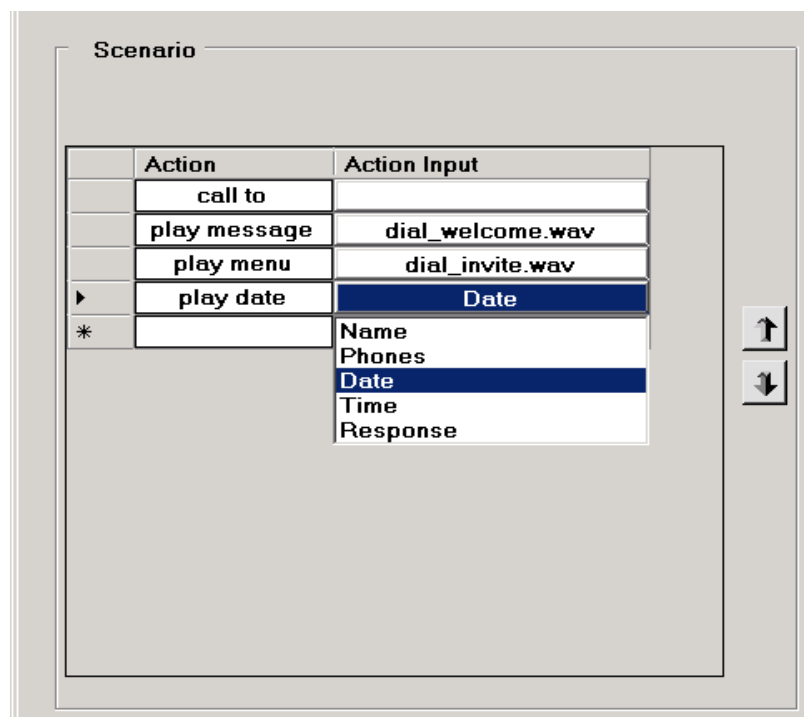 Scenario
Action Action Input
call to
play message dial_welcome.wav
play menu dial_invite.wav
play date Date
Name
Phones
Date
Time
Response